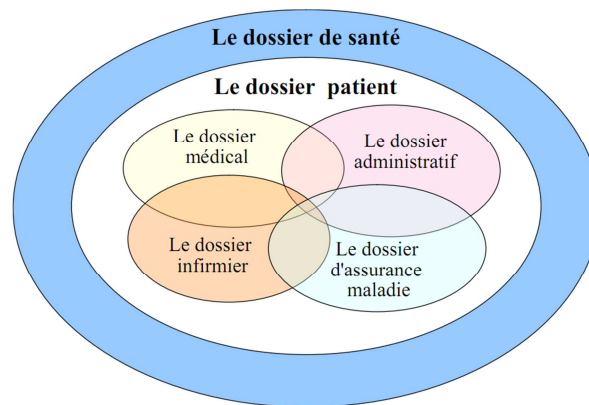 Le dossier de santé
Le dossier patient
Le dossier
médical
Le dossier
administratif
Le dossier
infirmier
Le dossier
d'assurance
maladie